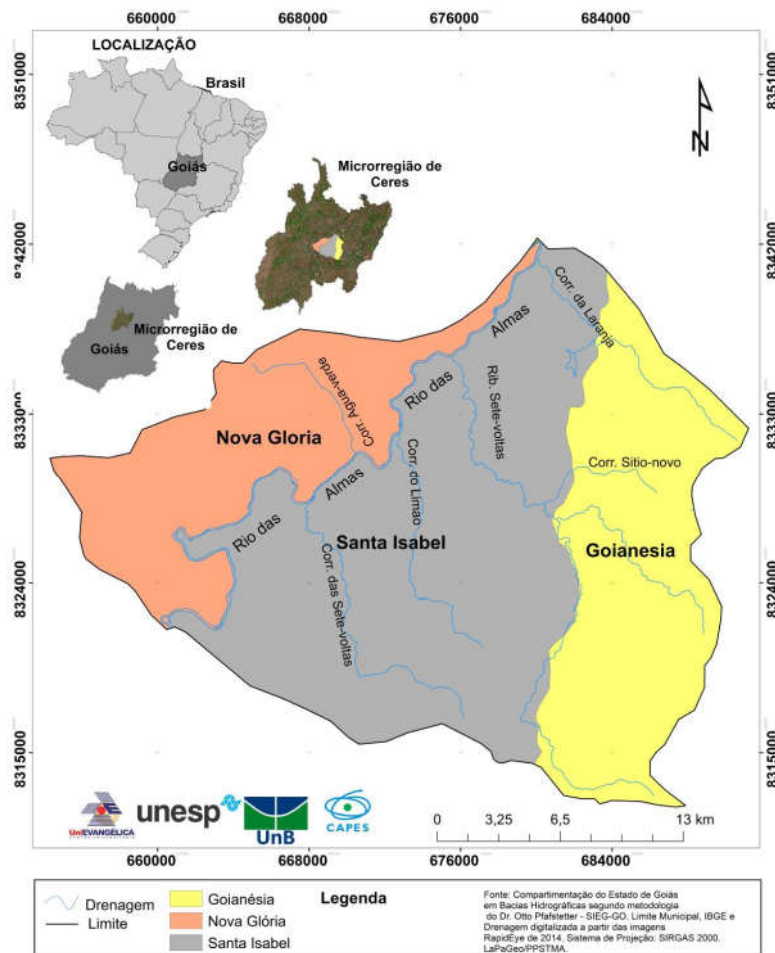 660000 668000 676000 684000
LOCALIZAÇÃO
Brasil
Goiás
Microrregião de
Ceres
N
Microrregião de
Ceres
Goiás
8351000
8351000
8342000
8342000
8333000
8333000
8324000
8324000
8315000
8315000
Corr. da Laranja
Almas
Rio das
Rib. Sete-voltas
Corr. Agua-verde
Nova Gloria
Corr. Sitio-novo
Almas
Corr. do Limao
Rio das
Santa Isabel
Goianesia
Corr. das Sete-voltas
UniEVANGÉLICA
unesp
UnB
CAPES
0 3,25 6,5 13 km
660000 668000 676000 684000
Legenda
Drenagem
Limite
Goianésia
Nova Glória
Santa Isabel
Fonte: Compartimentação do Estado de Goiás
em Bacias Hidrográficas segundo metodologia
do Dr. Otto Pfafstetter - SIEG-GO. Limite Municipal, IBGE e
Drenagem digitalizada a partir das imagens
RapidEye de 2014. Sistema de Projeção: SIRGAS 2000.
LaPaGeo/PPSTMA.